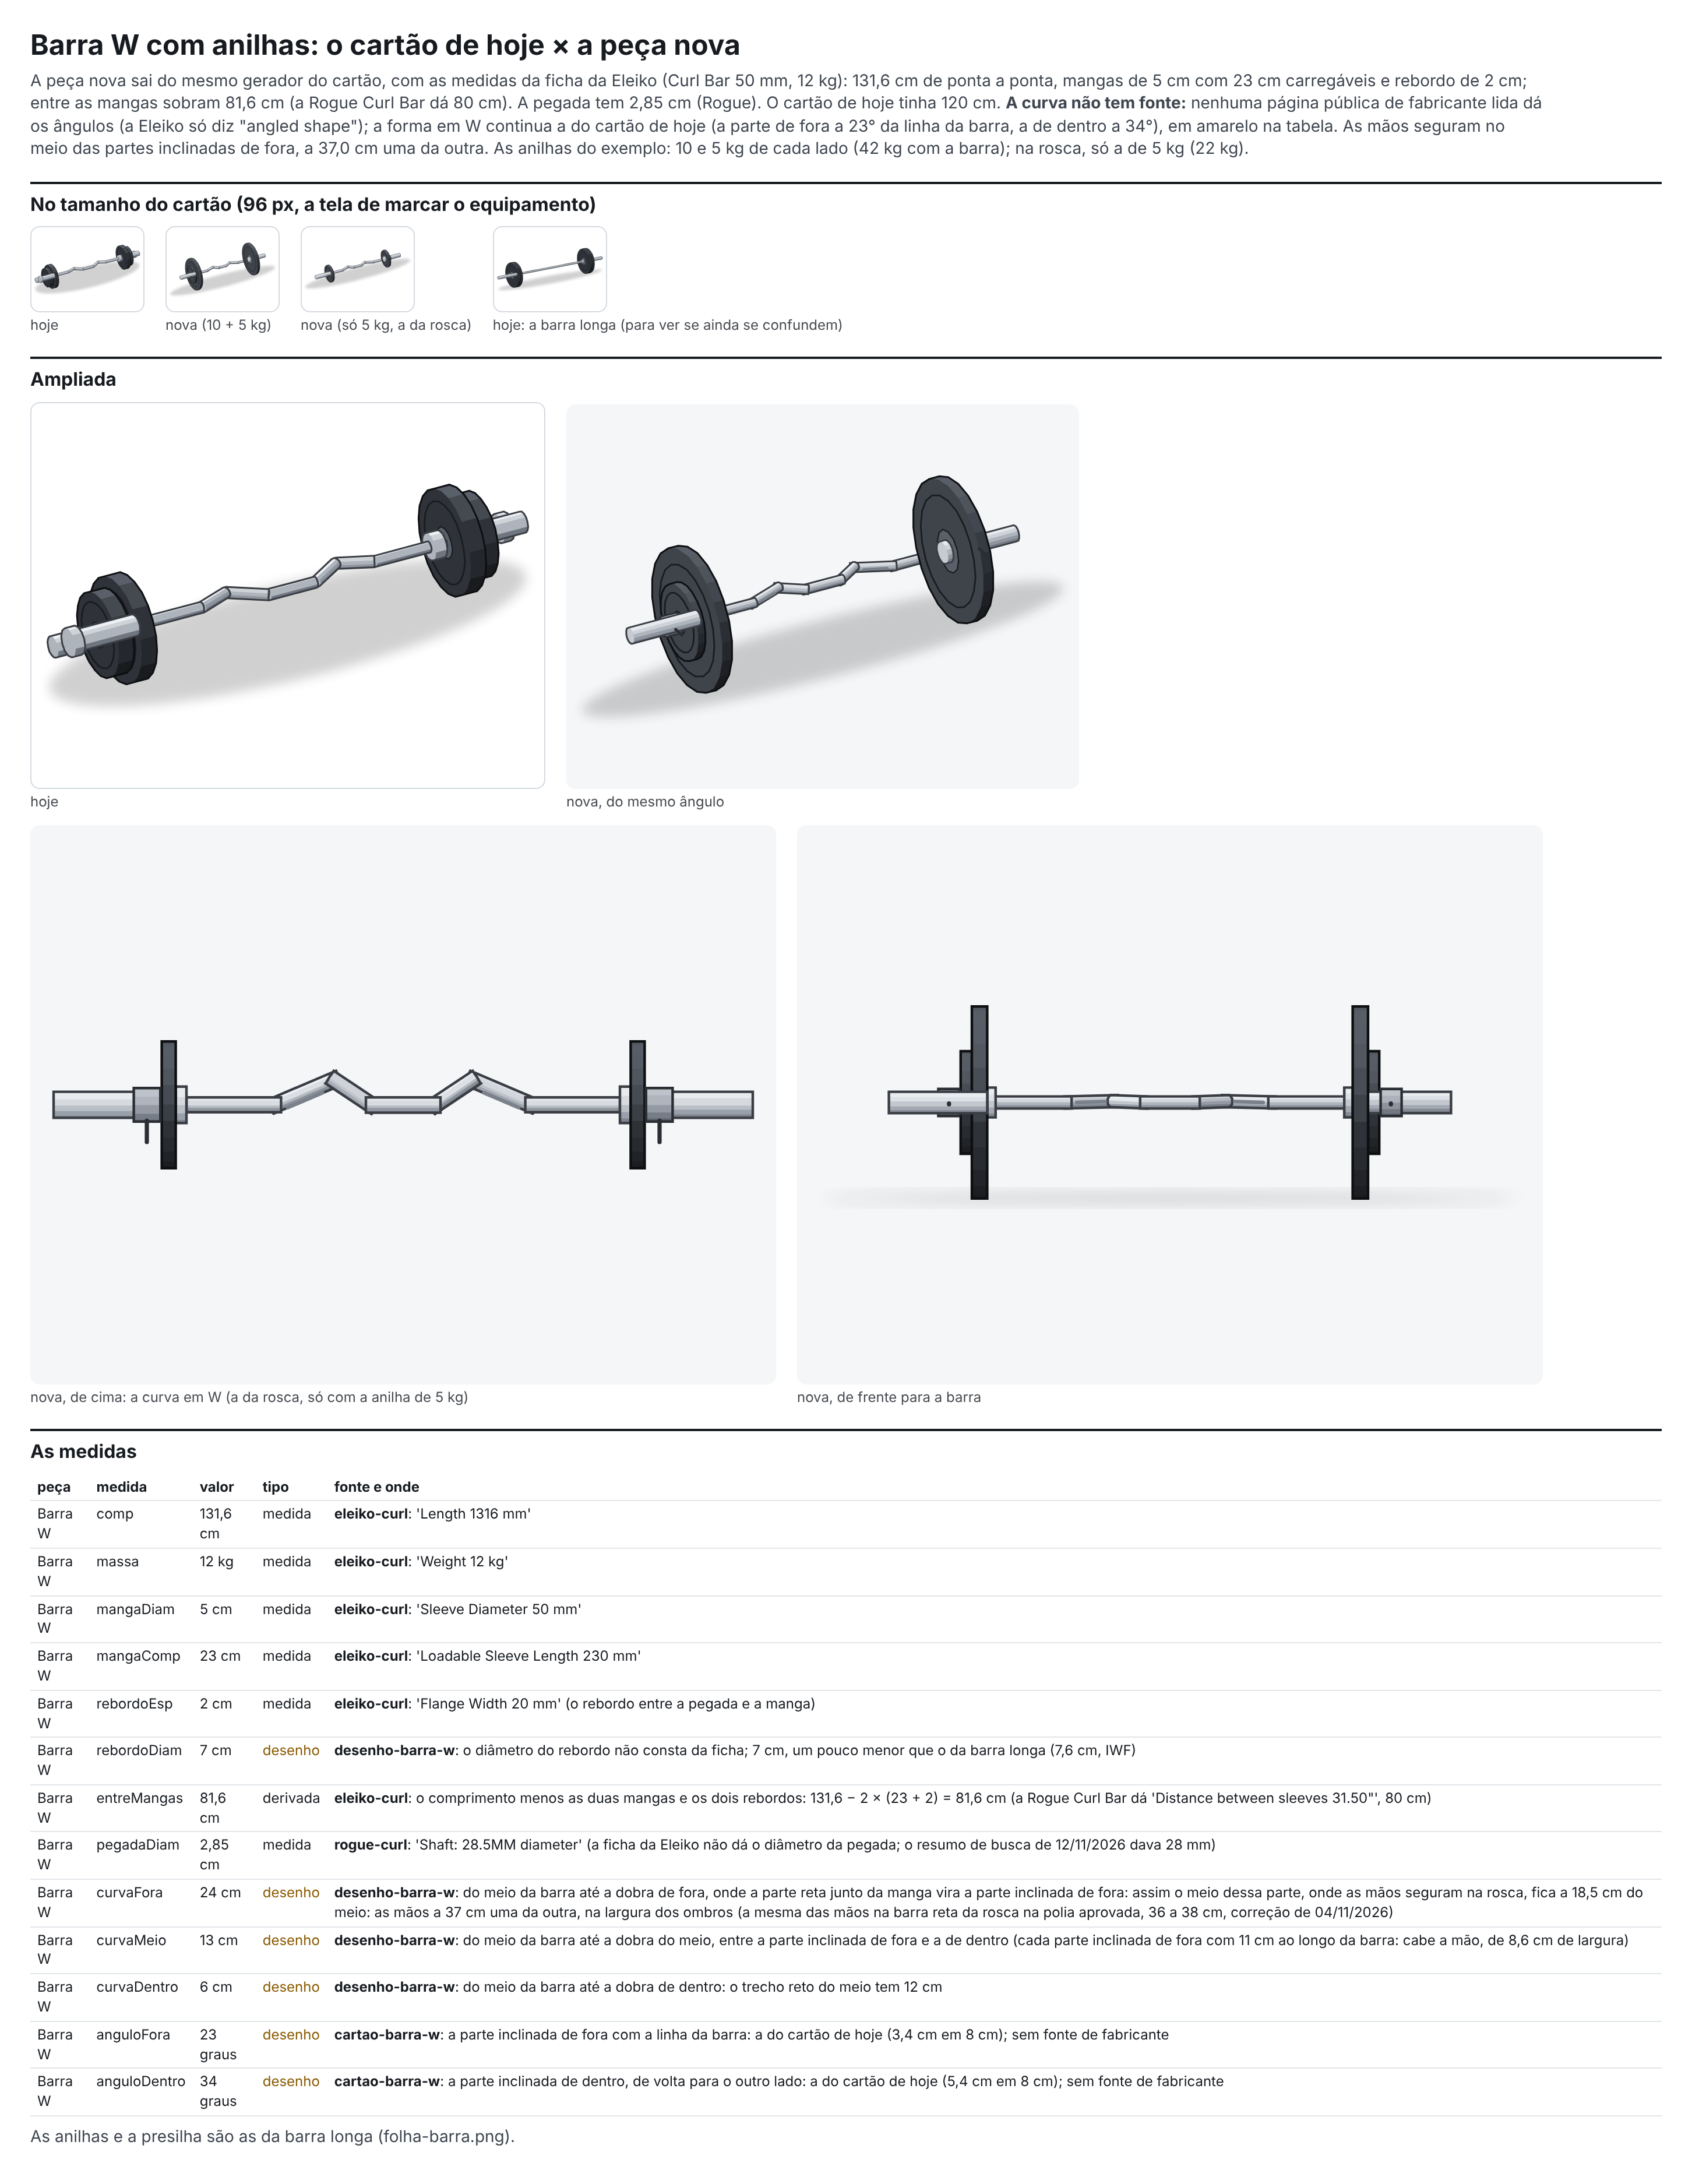 Barra W com anilhas: o cartão de hoje × a peça nova
A peça nova sai do mesmo gerador do cartão, com as medidas da ficha da Eleiko (Curl Bar 50 mm, 12 kg): 131,6 cm de ponta a ponta, mangas de 5 cm com 23 cm carregáveis e rebordo de 2 cm;
entre as mangas sobram 81,6 cm (a Rogue Curl Bar dá 80 cm). A pegada tem 2,85 cm (Rogue). O cartão de hoje tinha 120 cm. A curva não tem fonte: nenhuma página pública de fabricante lida dá
os ângulos (a Eleiko só diz "angled shape"); a forma em W continua a do cartão de hoje (a parte de fora a 23° da linha da barra, a de dentro a 34°), em amarelo na tabela. As mãos seguram no
meio das partes inclinadas de fora, a 37,0 cm uma da outra. As anilhas do exemplo: 10 e 5 kg de cada lado (42 kg com a barra); na rosca, só a de 5 kg (22 kg).
No tamanho do cartão (96 px, a tela de marcar o equipamento)
hoje
nova (10 + 5 kg)
nova (só 5 kg, a da rosca)
hoje: a barra longa (para ver se ainda se confundem)
Ampliada
hoje
nova, do mesmo ângulo
nova, de cima: a curva em W (a da rosca, só com a anilha de 5 kg)
nova, de frente para a barra
As medidas
peça medida valor tipo fonte e onde
Barra W comp 131,6 cm medida eleiko-curl: 'Length 1316 mm'
Barra W massa 12 kg medida eleiko-curl: 'Weight 12 kg'
Barra W mangaDiam 5 cm medida eleiko-curl: 'Sleeve Diameter 50 mm'
Barra W mangaComp 23 cm medida eleiko-curl: 'Loadable Sleeve Length 230 mm'
Barra W rebordoEsp 2 cm medida eleiko-curl: 'Flange Width 20 mm' (o rebordo entre a pegada e a manga)
Barra W rebordoDiam 7 cm desenho desenho-barra-w: o diâmetro do rebordo não consta da ficha; 7 cm, um pouco menor que o da barra longa (7,6 cm, IWF)
Barra W entreMangas 81,6 cm derivada eleiko-curl: o comprimento menos as duas mangas e os dois rebordos: 131,6 − 2 × (23 + 2) = 81,6 cm (a Rogue Curl Bar dá 'Distance between sleeves 31.50"', 80 cm)
Barra W pegadaDiam 2,85 cm medida rogue-curl: 'Shaft: 28.5MM diameter' (a ficha da Eleiko não dá o diâmetro da pegada; o resumo de busca de 12/11/2026 dava 28 mm)
Barra W curvaFora 24 cm desenho desenho-barra-w: do meio da barra até a dobra de fora, onde a parte reta junto da manga vira a parte inclinada de fora: assim o meio dessa parte, onde as mãos seguram na rosca, fica a 18,5 cm do
meio: as mãos a 37 cm uma da outra, na largura dos ombros (a mesma das mãos na barra reta da rosca na polia aprovada, 36 a 38 cm, correção de 04/11/2026)
Barra W curvaMeio 13 cm desenho desenho-barra-w: do meio da barra até a dobra do meio, entre a parte inclinada de fora e a de dentro (cada parte inclinada de fora com 11 cm ao longo da barra: cabe a mão, de 8,6 cm de largura)
Barra W curvaDentro 6 cm desenho desenho-barra-w: do meio da barra até a dobra de dentro: o trecho reto do meio tem 12 cm
Barra W anguloFora 23 graus desenho cartao-barra-w: a parte inclinada de fora com a linha da barra: a do cartão de hoje (3,4 cm em 8 cm); sem fonte de fabricante
Barra W anguloDentro 34 graus desenho cartao-barra-w: a parte inclinada de dentro, de volta para o outro lado: a do cartão de hoje (5,4 cm em 8 cm); sem fonte de fabricante
As anilhas e a presilha são as da barra longa (folha-barra.png).